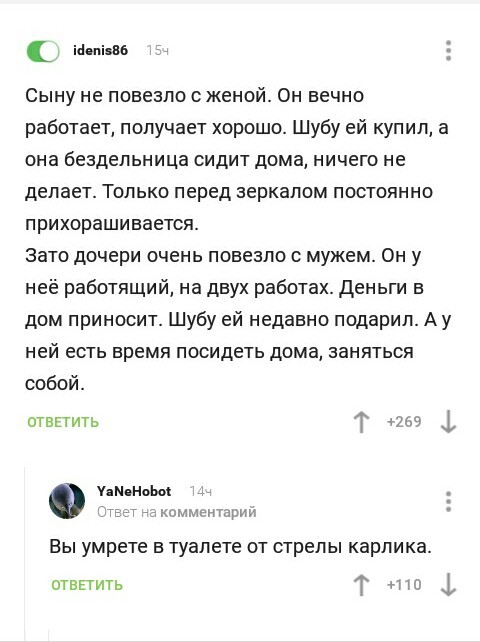 idenis86 15ч
Сыну не повезло с женой. Он вечно
работает, получает хорошо. Шубу ей купил, а
она бездельница сидит дома, ничего не
делает. Только перед зеркалом постоянно
прихорашивается.
Зато дочери очень повезло с мужем. Он у
неё работящий, на двух работах. Деньги в
дом приносит. Шубу ей недавно подарил. А у
ней есть время посидеть дома, заняться
собой.
ОТВЕТИТЬ +269
YaNeHobot 14ч
Ответ на комментарий
Вы умрете в туалете от стрелы карлика.
ОТВЕТИТЬ +110